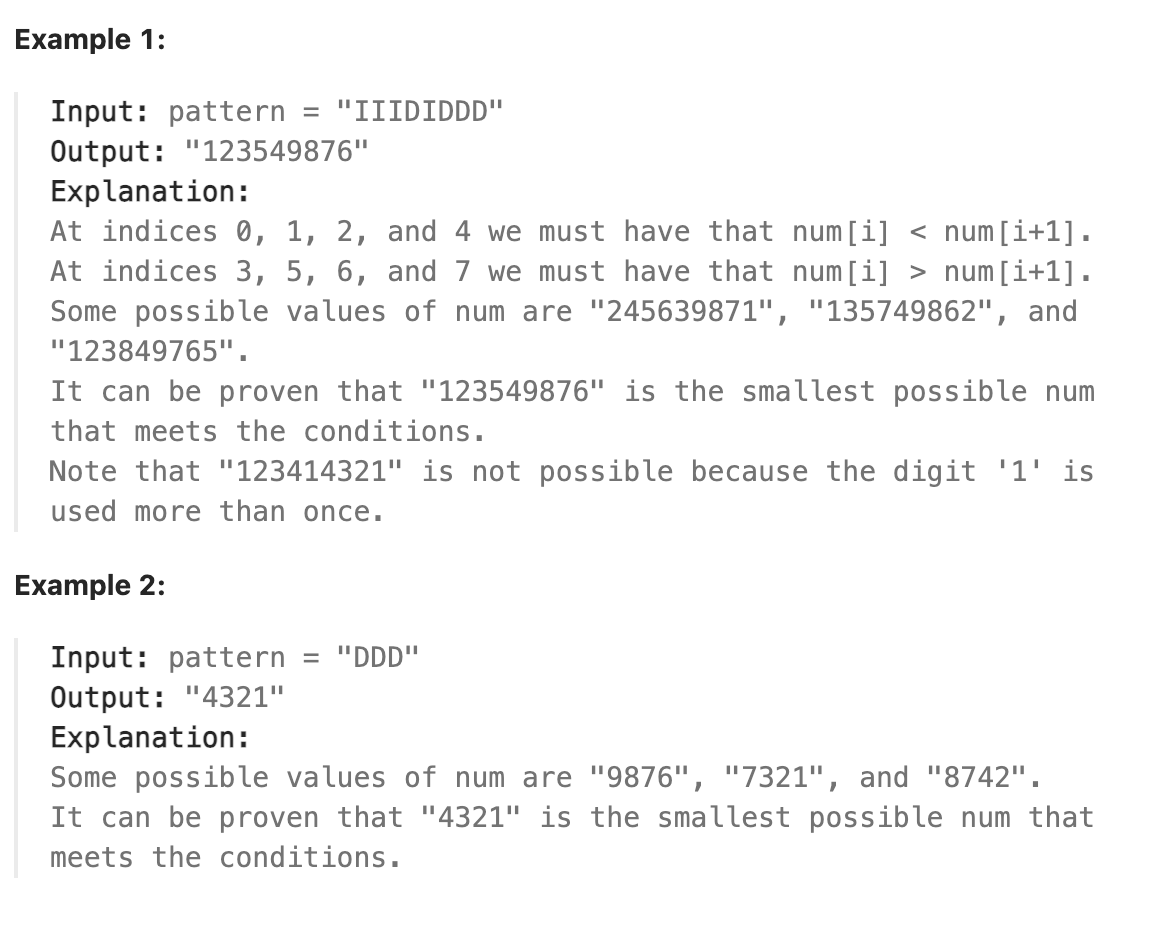 Example 1:
Input: pattern = "IIIDIDDD"
Output: "123549876"
Explanation:
At indices 0, 1, 2, and 4 we must have that num[i] < num[i+1].
At indices 3, 5, 6, and 7 we must have that num[i] > num[i+1].
Some possible values of num are "245639871", "135749862", and
"123849765".
It can be proven that "123549876" is the smallest possible num
that meets the conditions.
Note that "123414321" is not possible because the digit '1' is
used more than once.
Example 2:
Input: pattern = "DDD"
Output: "4321"
Explanation:
Some possible values of num are "9876", "7321", and "8742".
It can be proven that "4321" is the smallest possible num that
meets the conditions.